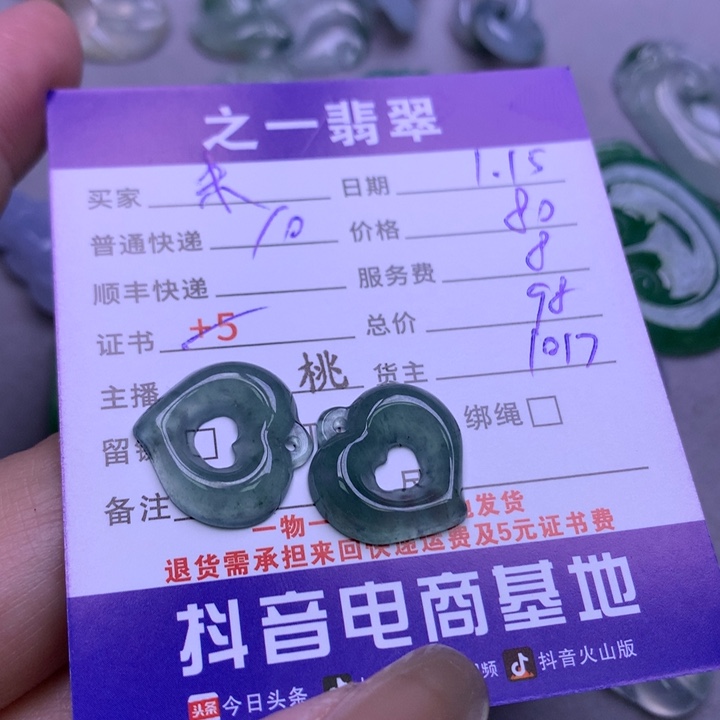 之一翡翠
买家 朱 日期 1.15
普通快递 10 价格 80
顺丰快递 服务费 8
证书 +5 总价 98
主播 桃 货主 1017
留 绑绳
备注
一物一 发货
退货需承担来回快递运费及5元证书费
抖音电商基地
头条 今日头条 频 抖音火山版